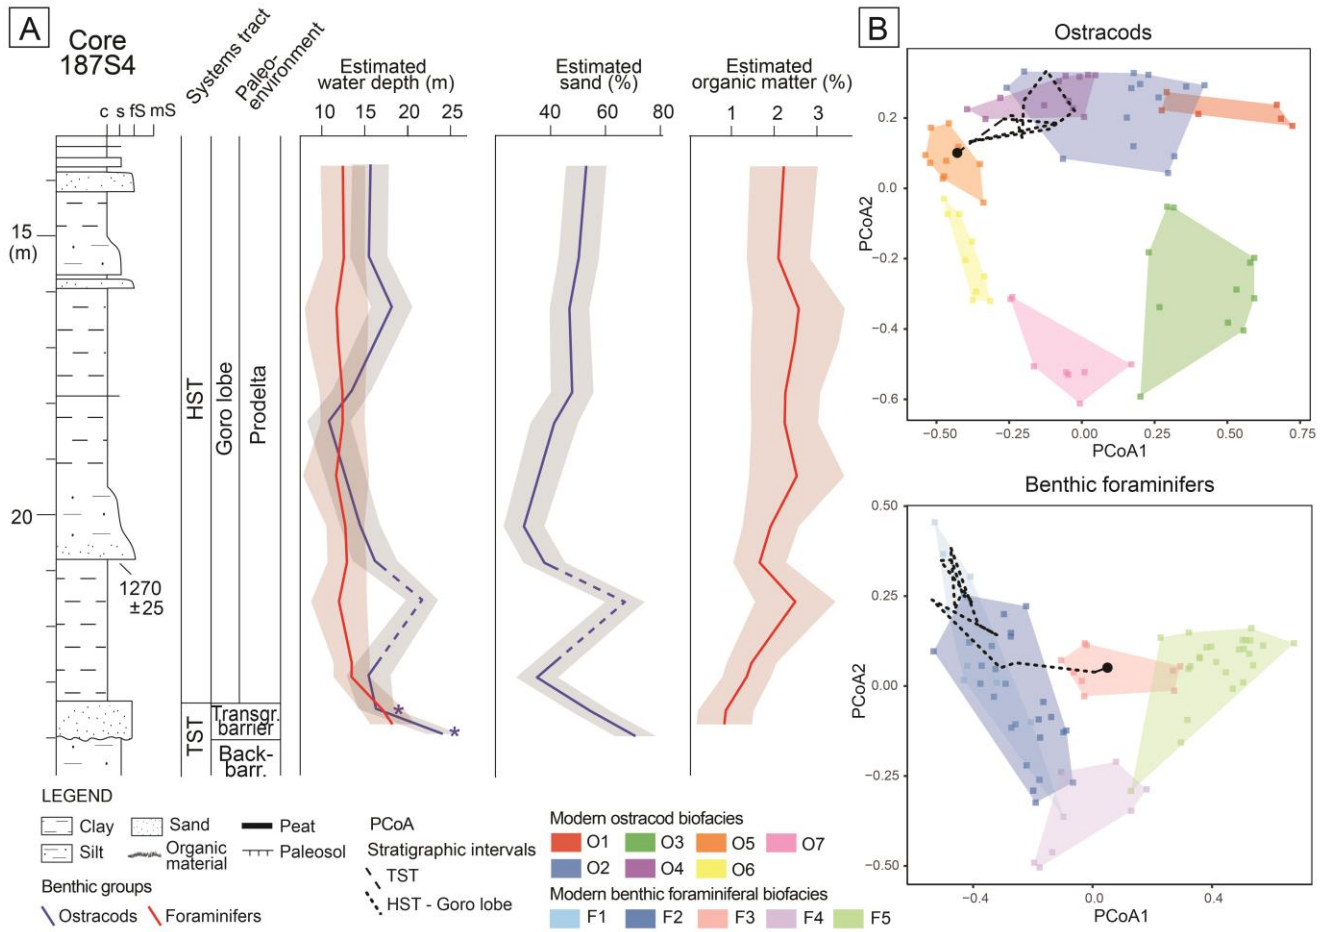 A
Core
187S4
Systems tract
Paleo-
environment
Estimated
water depth (m)
10 15 20 25
Estimated
sand (%)
40 60 80
Estimated
organic matter (%)
1 2 3
c s fS mS
15
(m)
20
1270
±25
HST
TST
Goro lobe
Prodelta
Transgr.
barrier
Back-
barr.
*
*
LEGEND
Clay
Sand
Peat
Silt
Organic
material
Paleosol
Benthic groups
Ostracods
Foraminifers
PCoA
Stratigraphic intervals
TST
HST - Goro lobe
Modern ostracod biofacies
O1 O3 O5 O7
O2 O4 O6
Modern benthic foraminiferal biofacies
F1 F2 F3 F4 F5
B
Ostracods
PCoA2
0.2
0.0
−0.2
−0.4
−0.6
−0.50 −0.25 0.00 0.25 0.50 0.75
PCoA1
Benthic foraminifers
PCoA2
0.50
0.25
0.00
−0.25
−0.50
−0.4 0.0 0.4
PCoA1